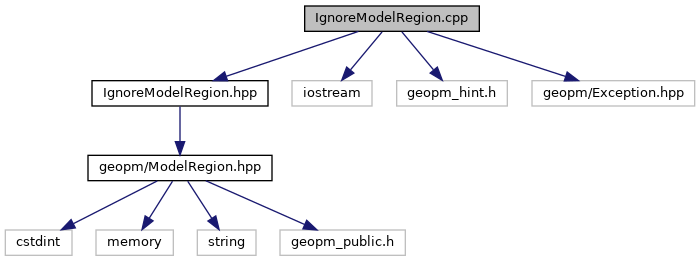 IgnoreModelRegion.cpp
IgnoreModelRegion.hpp
iostream
geopm_hint.h
geopm/Exception.hpp
geopm/ModelRegion.hpp
cstdint
memory
string
geopm_public.h